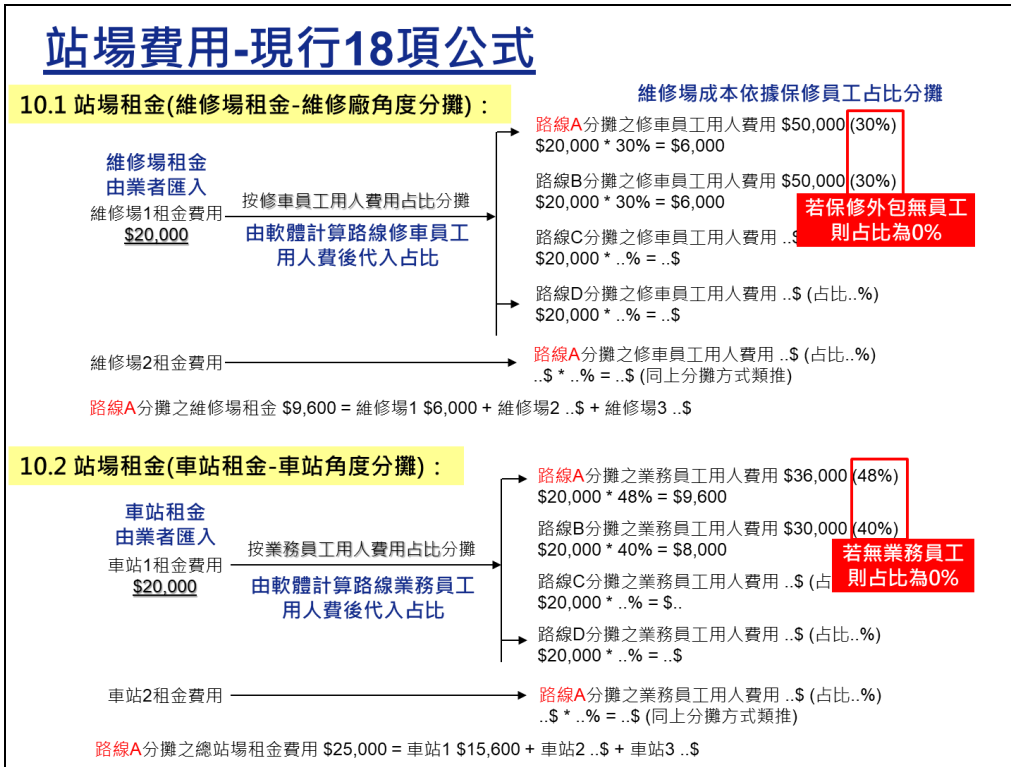 站場費用-現行18項公式
維修場成本依據保修員工占比分攤
10.1 站場租金(維修場租金-維修廠角度分攤)：
維修場租金
由業者匯入
維修場1租金費用
$20,000
按修車員工用人費用占比分攤
由軟體計算路線修車員工
用人費後代入占比
路線A分攤之修車員工用人費用 $50,000 (30%)
$20,000 * 30% = $6,000
路線B分攤之修車員工用人費用 $50,000 (30%)
$20,000 * 30% = $6,000
若保修外包無員工
則占比為0%
路線C分攤之修車員工用人費用 ..$
$20,000 * ..% = ..$
路線D分攤之修車員工用人費用 ..$ (占比..%)
$20,000 * ..% = ..$
維修場2租金費用
路線A分攤之修車員工用人費用 ..$ (占比..%)
..$ * ..% = ..$ (同上分攤方式類推)
路線A分攤之維修場租金 $9,600 = 維修場1 $6,000 + 維修場2 ..$ + 維修場3 ..$
10.2 站場租金(車站租金-車站角度分攤)：
車站租金
由業者匯入
車站1租金費用
$20,000
按業務員工用人費用占比分攤
由軟體計算路線業務員工
用人費後代入占比
路線A分攤之業務員工用人費用 $36,000 (48%)
$20,000 * 48% = $9,600
路線B分攤之業務員工用人費用 $30,000 (40%)
$20,000 * 40% = $8,000
若無業務員工
則占比為0%
路線C分攤之業務員工用人費用 ..$ (占
$20,000 * ..% = $..
路線D分攤之業務員工用人費用 ..$ (占比..%)
$20,000 * ..% = ..$
車站2租金費用
路線A分攤之業務員工用人費用 ..$ (占比..%)
..$ * ..% = ..$ (同上分攤方式類推)
路線A分攤之總站場租金費用 $25,000 = 車站1 $15,600 + 車站2 ..$ + 車站3 ..$